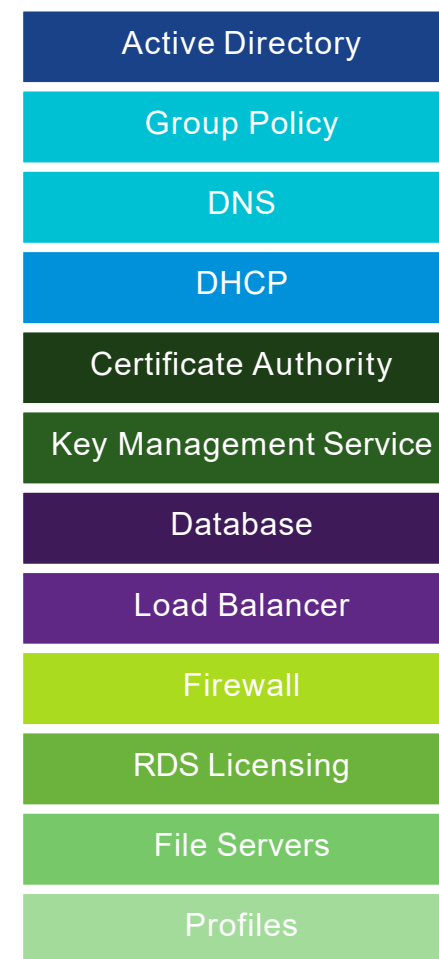 Active Directory
Group Policy
DNS
DHCP
Certificate Authority
Key Management Service
Database
Load Balancer
Firewall
RDS Licensing
File Servers
Profiles